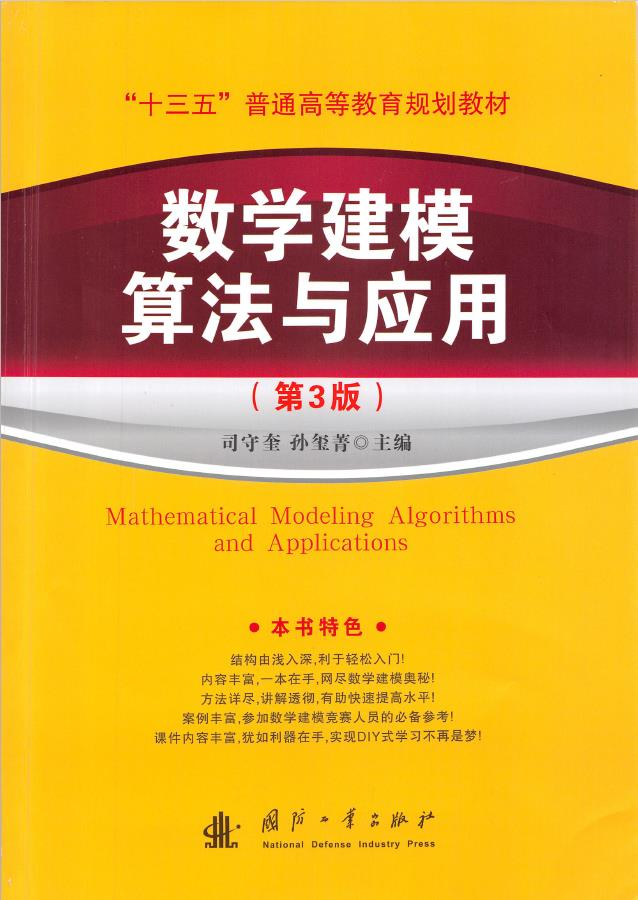 “十三五”普通高等教育规划教材
数学建模
算法与应用
（第3版）
司守奎 孙玺菁◎主编
Mathematical Modeling Algorithms
and Applications
● 本书特色 ●
结构由浅入深,利于轻松入门!
内容丰富,一本在手,网尽数学建模奥秘!
方法详尽,讲解透彻,有助快速提高水平!
案例丰富,参加数学建模竞赛人员的必备参考!
课件内容丰富,犹如利器在手,实现DIY式学习不再是梦!
国防工业出版社
National Defense Industry Press